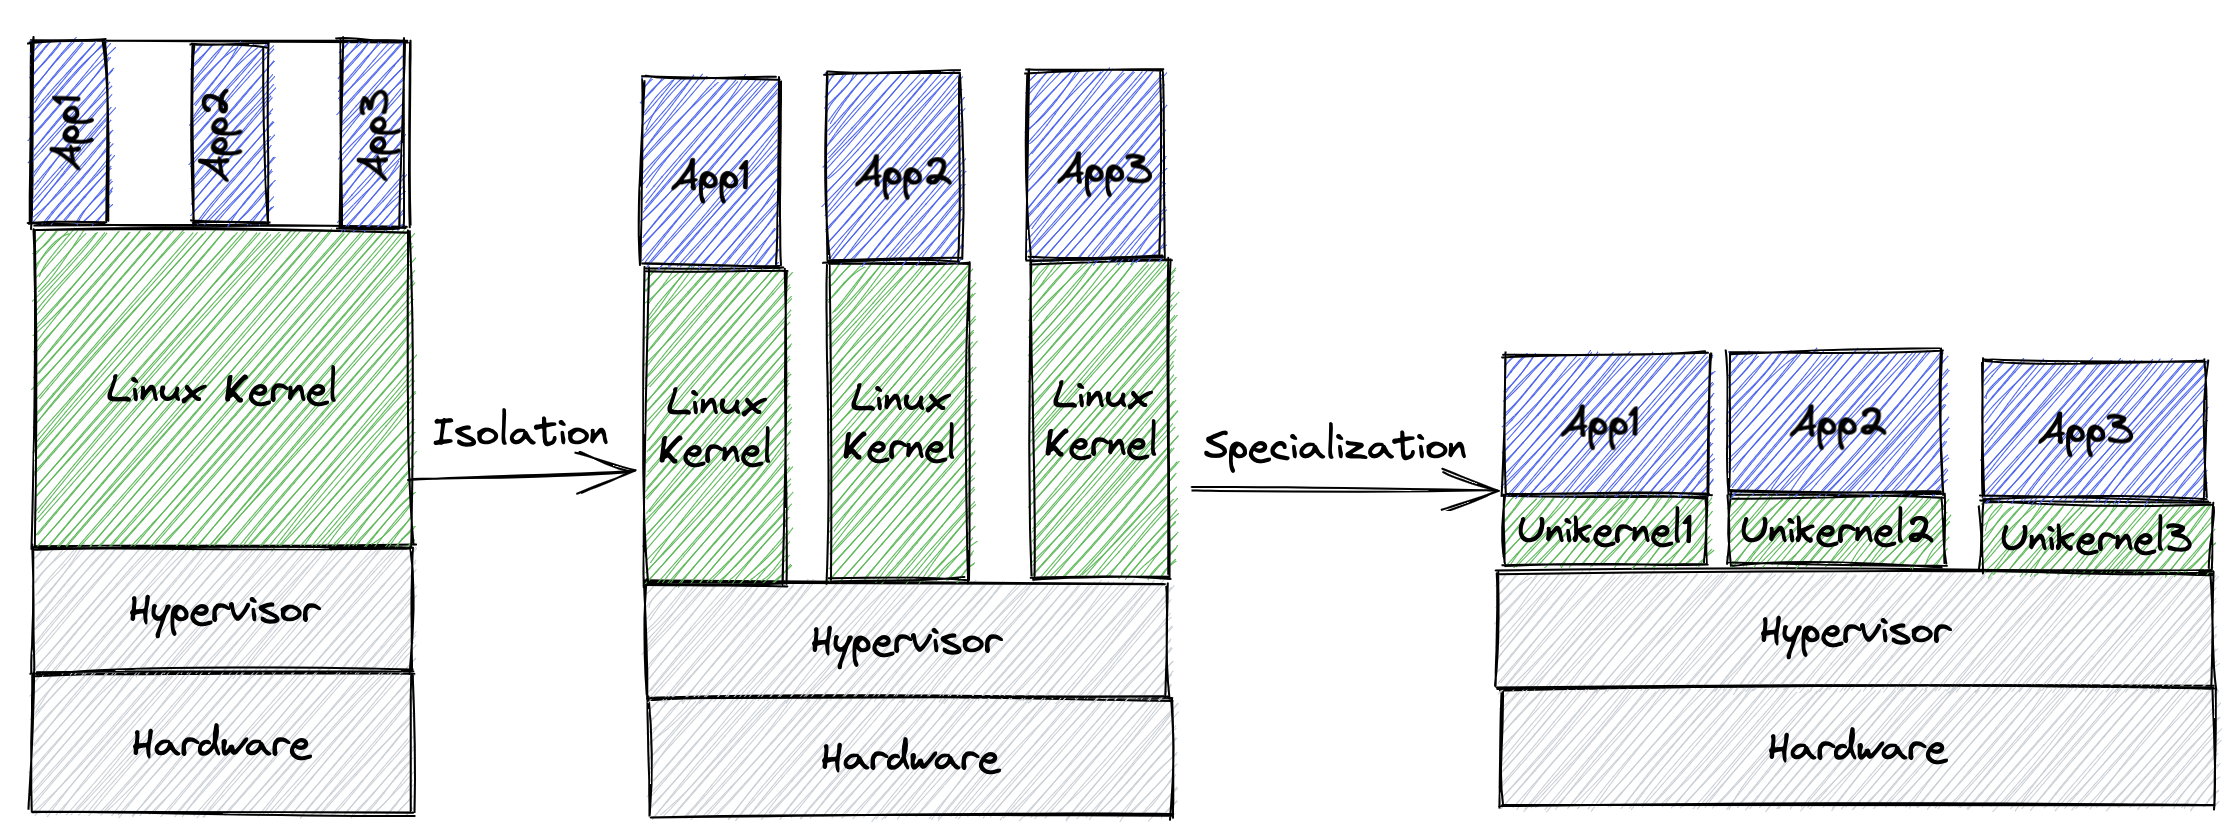 App1
App2
App3
Linux Kernel
Hypervisor
Hardware
Isolation
App1
App2
App3
Linux
Kernel
Linux
Kernel
Linux
Kernel
Hypervisor
Hardware
Specialization
App1
App2
App3
Unikernel1
Unikernel2
Unikernel3
Hypervisor
Hardware